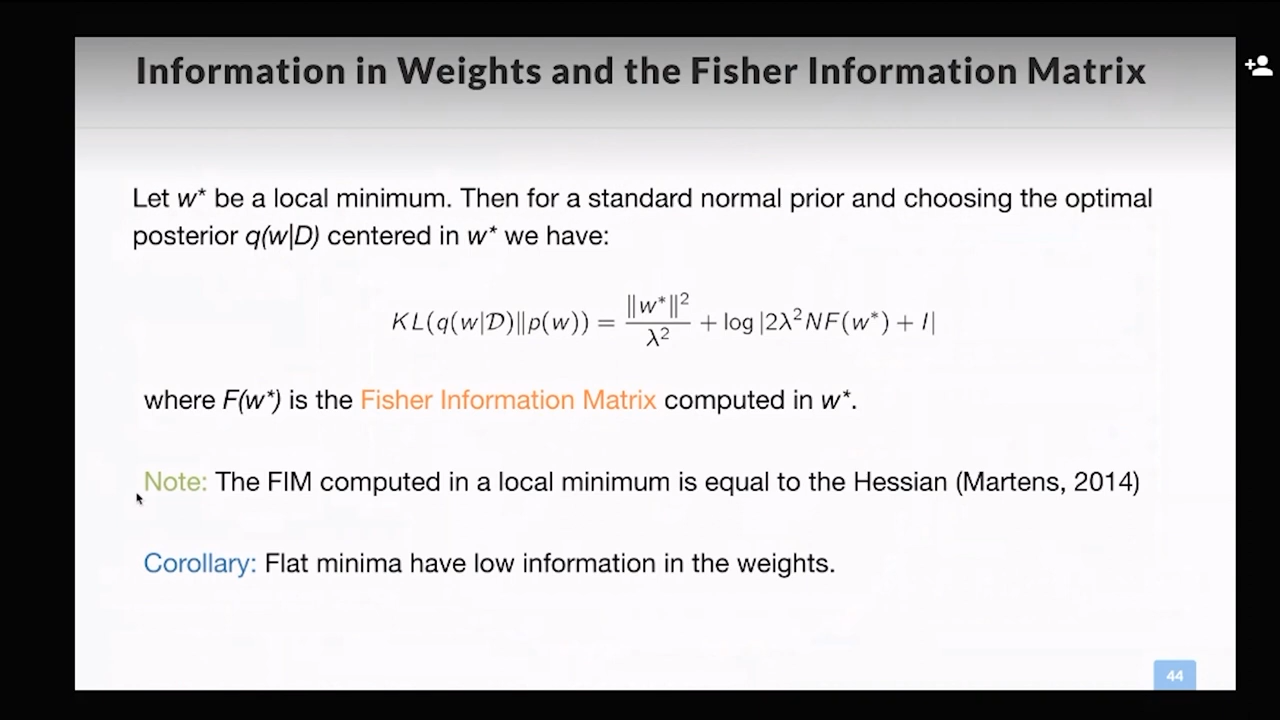 Information in Weights and the Fisher Information Matrix
Let w* be a local minimum. Then for a standard normal prior and choosing the optimal
posterior q(w|D) centered in w* we have:
KL(q(w|𝒟)‖p(w)) = ‖w*‖² / λ² + log |2λ²NF(w*) + I|
where F(w*) is the Fisher Information Matrix computed in w*.
Note: The FIM computed in a local minimum is equal to the Hessian (Martens, 2014)
Corollary: Flat minima have low information in the weights.
44